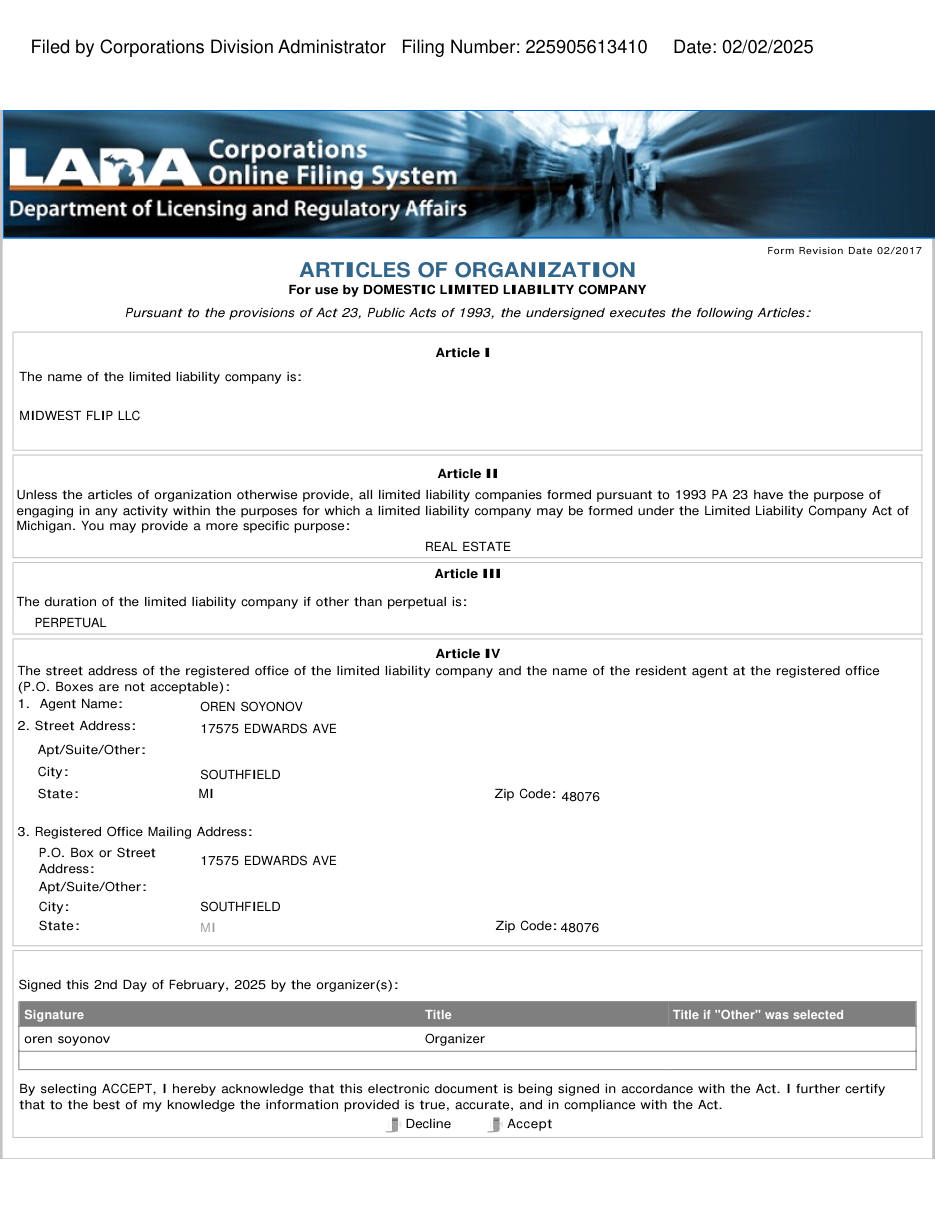 Filed by Corporations Division Administrator Filing Number: 225905613410 Date: 02/02/2025
LARA Corporations
Online Filing System
Department of Licensing and Regulatory Affairs
Form Revision Date 02/2017
ARTICLES OF ORGANIZATION
For use by DOMESTIC LIMITED LIABILITY COMPANY
Pursuant to the provisions of Act 23, Public Acts of 1993, the undersigned executes the following Articles:
Article I
The name of the limited liability company is:
MIDWEST FLIP LLC
Article II
Unless the articles of organization otherwise provide, all limited liability companies formed pursuant to 1993 PA 23 have the purpose of
engaging in any activity within the purposes for which a limited liability company may be formed under the Limited Liability Company Act of
Michigan. You may provide a more specific purpose:
REAL ESTATE
Article III
The duration of the limited liability company if other than perpetual is:
PERPETUAL
Article IV
The street address of the registered office of the limited liability company and the name of the resident agent at the registered office
(P.O. Boxes are not acceptable):
1. Agent Name: OREN SOYONOV
2. Street Address: 17575 EDWARDS AVE
Apt/Suite/Other:
City: SOUTHFIELD
State: MI Zip Code: 48076
3. Registered Office Mailing Address:
P.O. Box or Street
Address: 17575 EDWARDS AVE
Apt/Suite/Other:
City: SOUTHFIELD
State: MI Zip Code: 48076
Signed this 2nd Day of February, 2025 by the organizer(s):
Signature Title Title if "Other" was selected
oren soyonov Organizer
By selecting ACCEPT, I hereby acknowledge that this electronic document is being signed in accordance with the Act. I further certify
that to the best of my knowledge the information provided is true, accurate, and in compliance with the Act.
Decline Accept